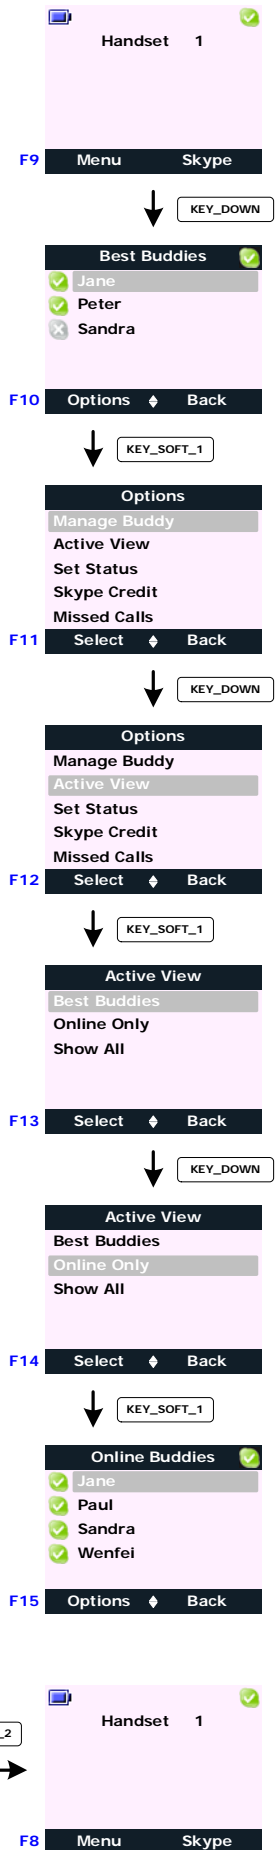 Handset 1
F9 Menu Skype
KEY_DOWN
Best Buddies
Jane
Peter
Sandra
F10 Options Back
KEY_SOFT_1
Options
Manage Buddy
Active View
Set Status
Skype Credit
Missed Calls
F11 Select Back
KEY_DOWN
Options
Manage Buddy
Active View
Set Status
Skype Credit
Missed Calls
F12 Select Back
KEY_SOFT_1
Active View
Best Buddies
Online Only
Show All
F13 Select Back
KEY_DOWN
Active View
Best Buddies
Online Only
Show All
F14 Select Back
KEY_SOFT_1
Online Buddies
Jane
Paul
Sandra
Wenfei
F15 Options Back
Handset 1
_2
F8 Menu Skype